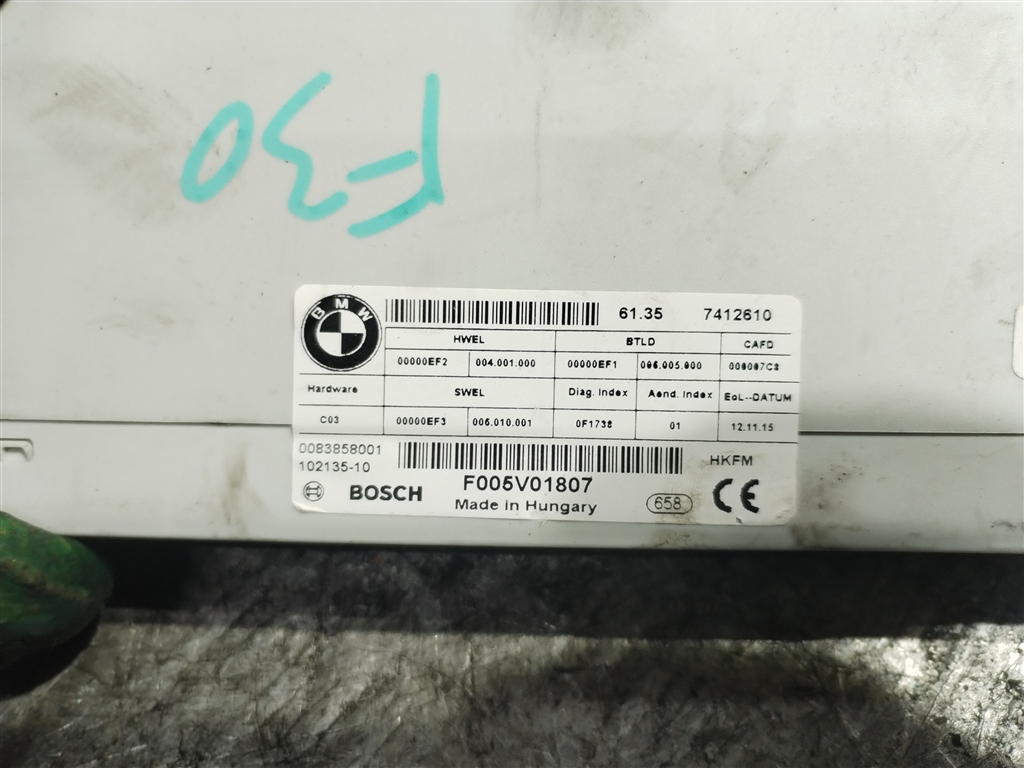 F30
BMW
61.35 7412610
HWEL BTLD CAFD
00000EF2 004.001.000 00000EF1 006.005.000
Hardware SWEL Diag. Index Aend. Index EoL--DATUM
C03 00000EF3 006.010.001 0F1738 01 12.11.15
0083858001
102135-10 HKFM
BOSCH F005V01807
Made in Hungary 658 CE